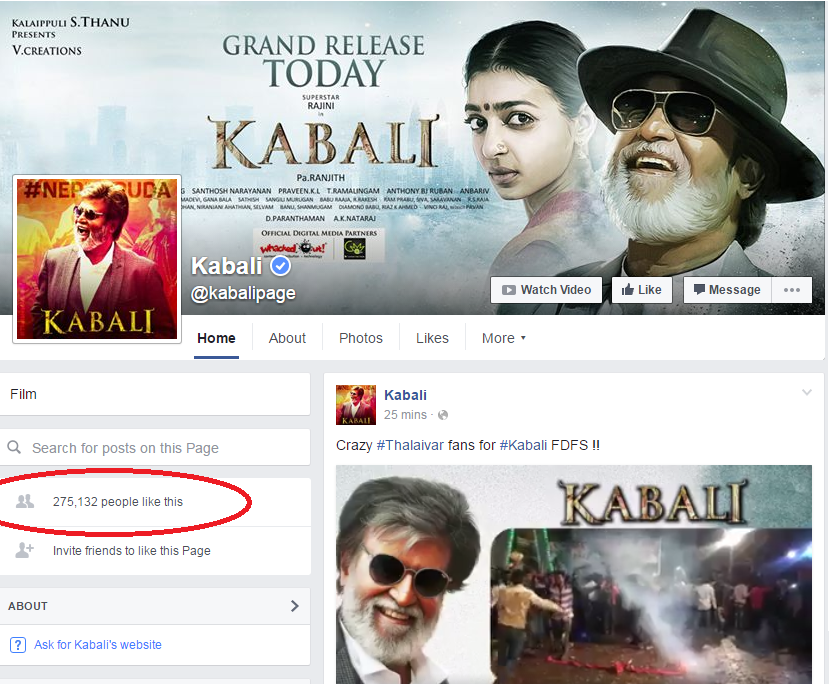 KALAIPPULI S.THANU
PRESENTS
V.CREATIONS
GRAND RELEASE
TODAY
SUPERSTAR
RAJINI
in
KABALI
Pa.RANJITH
SANTHOSH NARAYANAN PRAVEEN.K.L T.RAMALINGAM ANTHONY BJ RUBAN ANBARIV
D.PARANTHAMAN A.K.NATARAJ
OFFICIAL DIGITAL MEDIA PARTNERS
KABALI
Kabali
@kabalipage
Watch Video
Like
Message
Home
About
Photos
Likes
More
Film
Search for posts on this Page
275,132 people like this
Invite friends to like this Page
ABOUT
? Ask for Kabali's website
Kabali
25 mins ·
Crazy #Thalaivar fans for #Kabali FDFS !!
KABALI